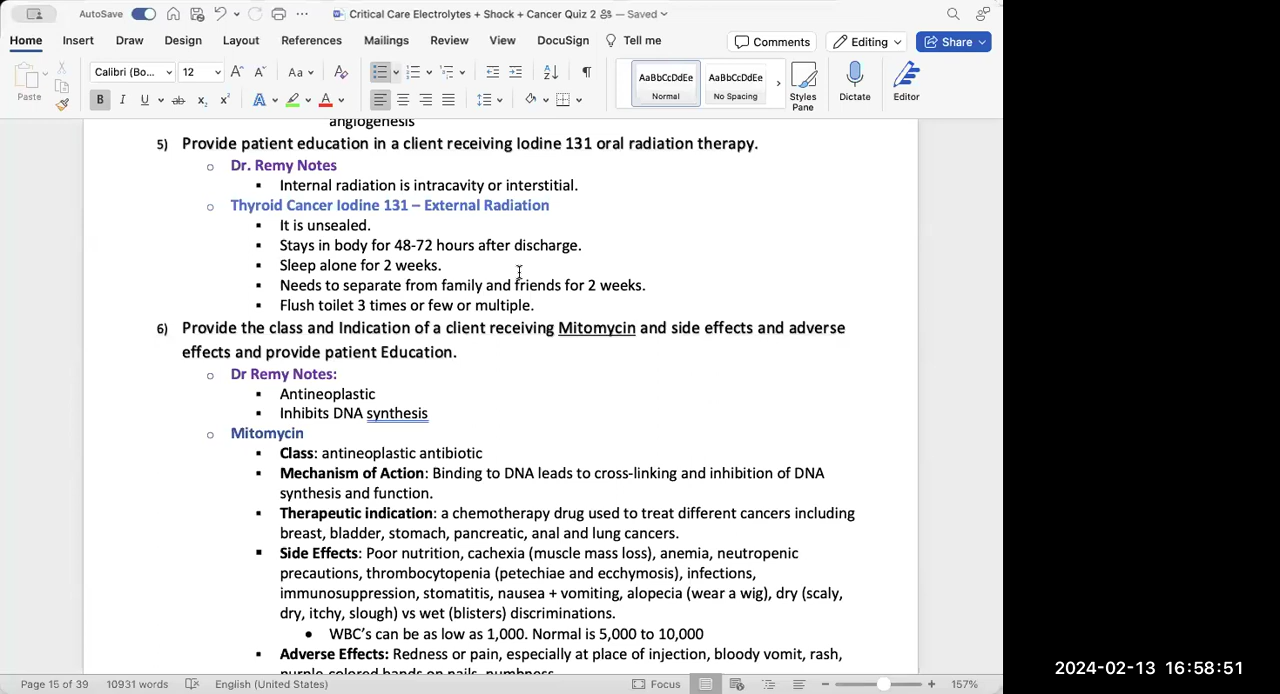 AutoSave
Critical Care Electrolytes + Shock + Cancer Quiz 2 — Saved
Home Insert Draw Design Layout References Mailings Review View DocuSign Tell me Comments Editing Share
Paste Calibri (Bo... 12 A A Aa A AaBbCcDdEe AaBbCcDdEe
B I U ab x₂ x² A A Normal No Spacing Styles Pane Dictate Editor
angiogenesis
5) Provide patient education in a client receiving Iodine 131 oral radiation therapy.
o Dr. Remy Notes
▪ Internal radiation is intracavity or interstitial.
o Thyroid Cancer Iodine 131 – External Radiation
▪ It is unsealed.
▪ Stays in body for 48-72 hours after discharge.
▪ Sleep alone for 2 weeks.
▪ Needs to separate from family and friends for 2 weeks.
▪ Flush toilet 3 times or few or multiple.
6) Provide the class and Indication of a client receiving Mitomycin and side effects and adverse
effects and provide patient Education.
o Dr Remy Notes:
▪ Antineoplastic
▪ Inhibits DNA synthesis
o Mitomycin
▪ Class: antineoplastic antibiotic
▪ Mechanism of Action: Binding to DNA leads to cross-linking and inhibition of DNA
synthesis and function.
▪ Therapeutic indication: a chemotherapy drug used to treat different cancers including
breast, bladder, stomach, pancreatic, anal and lung cancers.
▪ Side Effects: Poor nutrition, cachexia (muscle mass loss), anemia, neutropenic
precautions, thrombocytopenia (petechiae and ecchymosis), infections,
immunosuppression, stomatitis, nausea + vomiting, alopecia (wear a wig), dry (scaly,
dry, itchy, slough) vs wet (blisters) discriminations.
• WBC's can be as low as 1,000. Normal is 5,000 to 10,000
▪ Adverse Effects: Redness or pain, especially at place of injection, bloody vomit, rash,
purple colored bands on nails, numbness
Page 15 of 39 10931 words English (United States) Focus 157%
2024-02-13 16:58:51